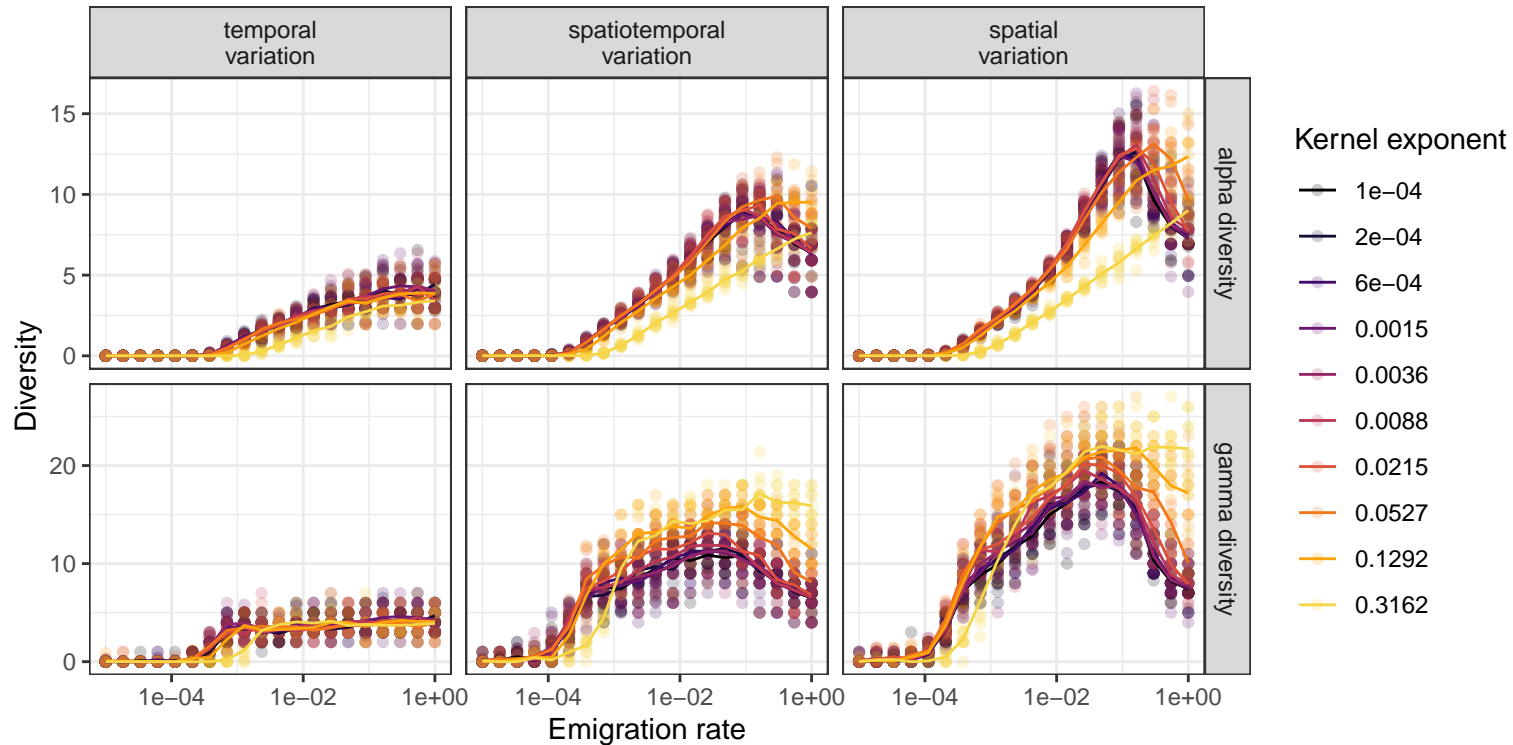 temporal
variation
spatiotemporal
variation
spatial
variation
15
10
5
0
alpha diversity
20
10
0
gamma diversity
Diversity
1e−04
1e−02
1e+00
1e−04
1e−02
1e+00
1e−04
1e−02
1e+00
Emigration rate
Kernel exponent
1e−04
2e−04
6e−04
0.0015
0.0036
0.0088
0.0215
0.0527
0.1292
0.3162